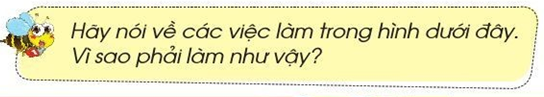 Hãy nói về các việc làm trong hình dưới đây.
Vì sao phải làm như vậy?